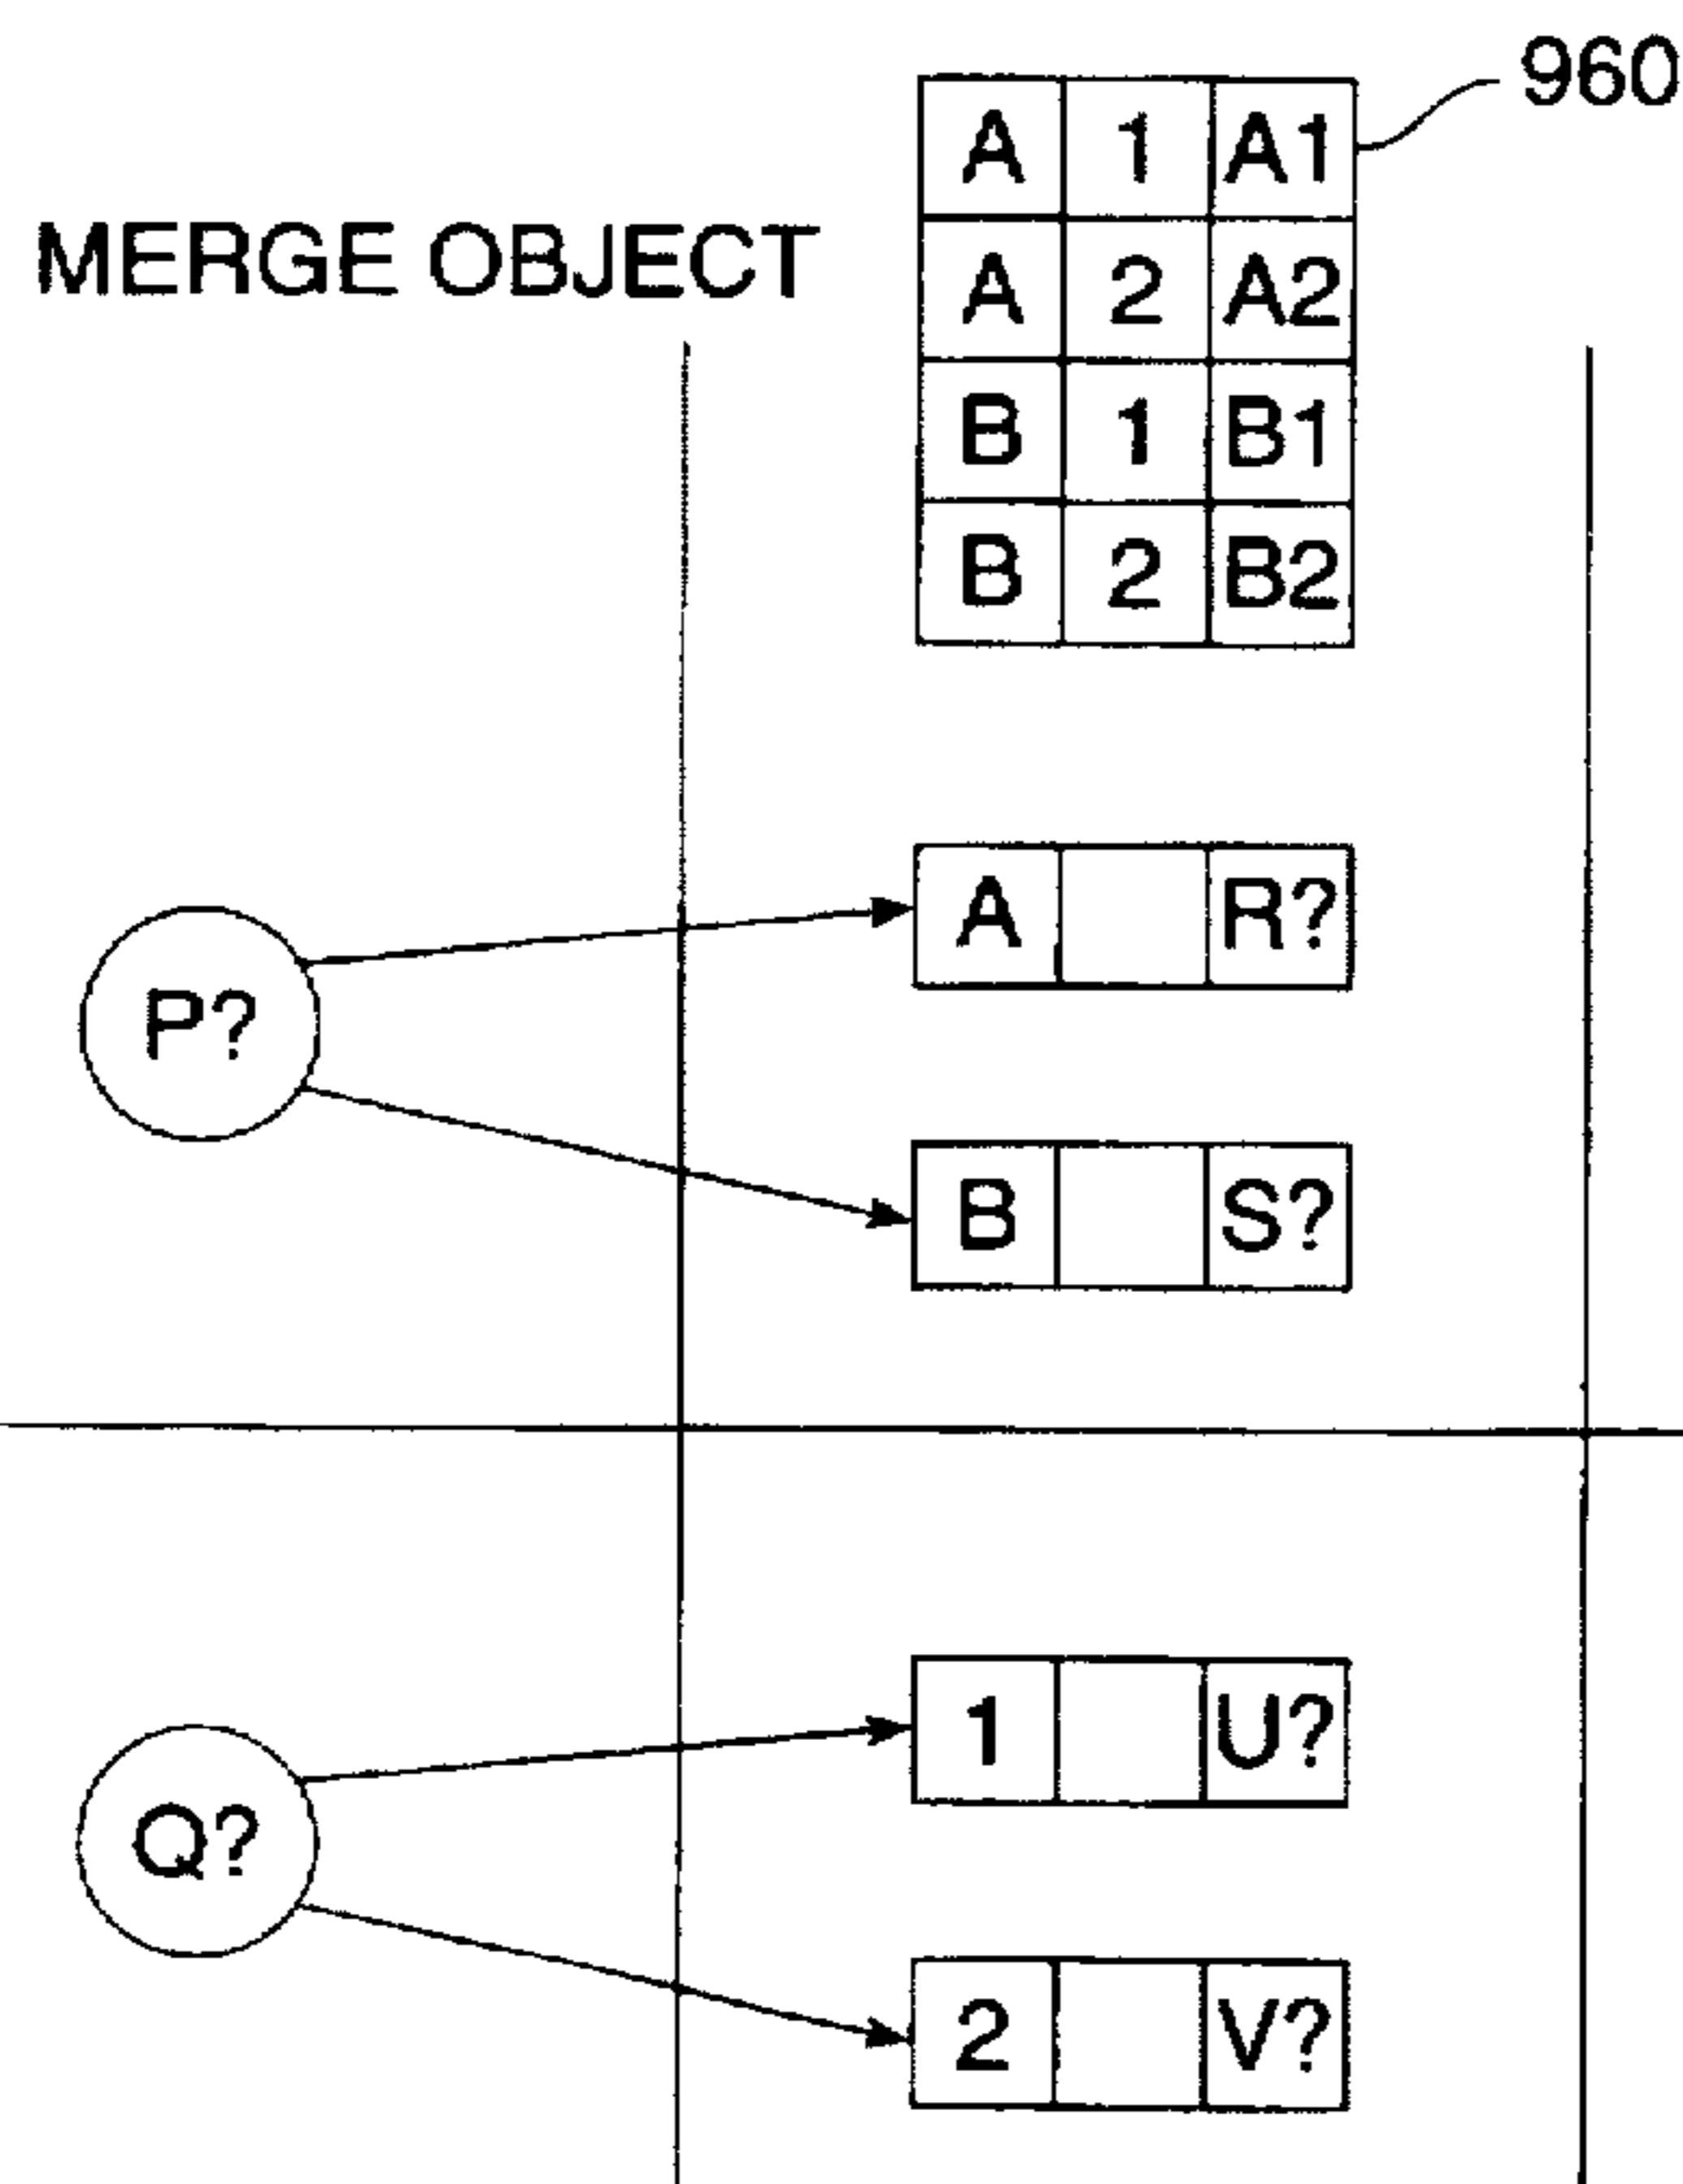 960
A 1 A1
MERGE OBJECT
A 2 A2
B 1 B1
B 2 B2
A R?
P?
B S?
1 U?
Q?
2 V?